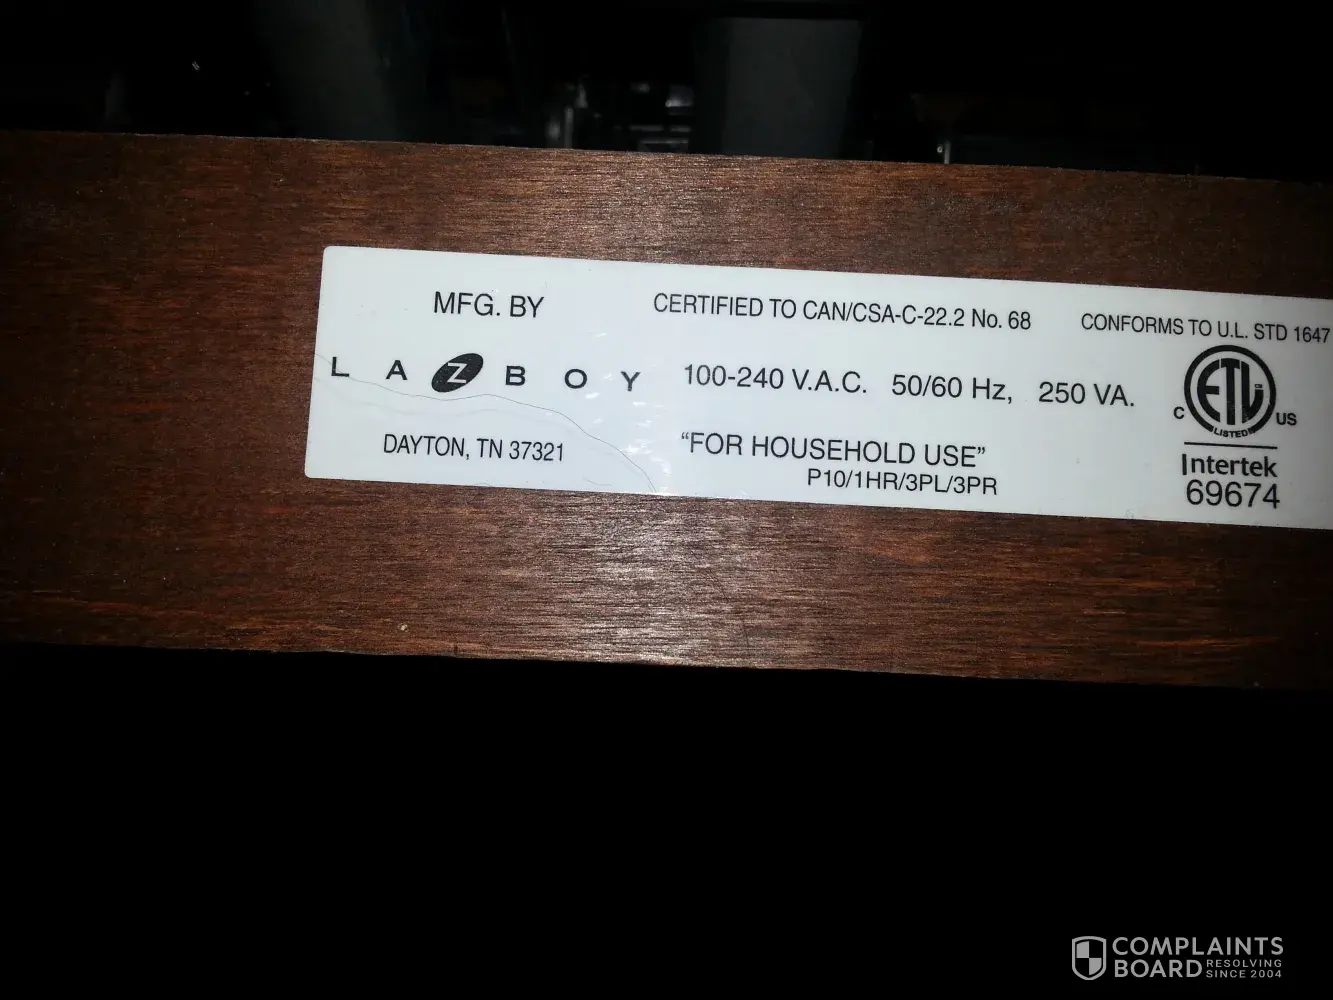 MFG. BY
LAZBOY
DAYTON, TN 37321
CERTIFIED TO CAN/CSA-C-22.2 No. 68
100-240 V.A.C. 50/60 Hz, 250 VA.
"FOR HOUSEHOLD USE"
P10/1HR/3PL/3PR
CONFORMS TO U.L. STD 1647
ETL
LISTED
C US
Intertek
69674
COMPLAINTS
BOARD RESOLVING
SINCE 2004